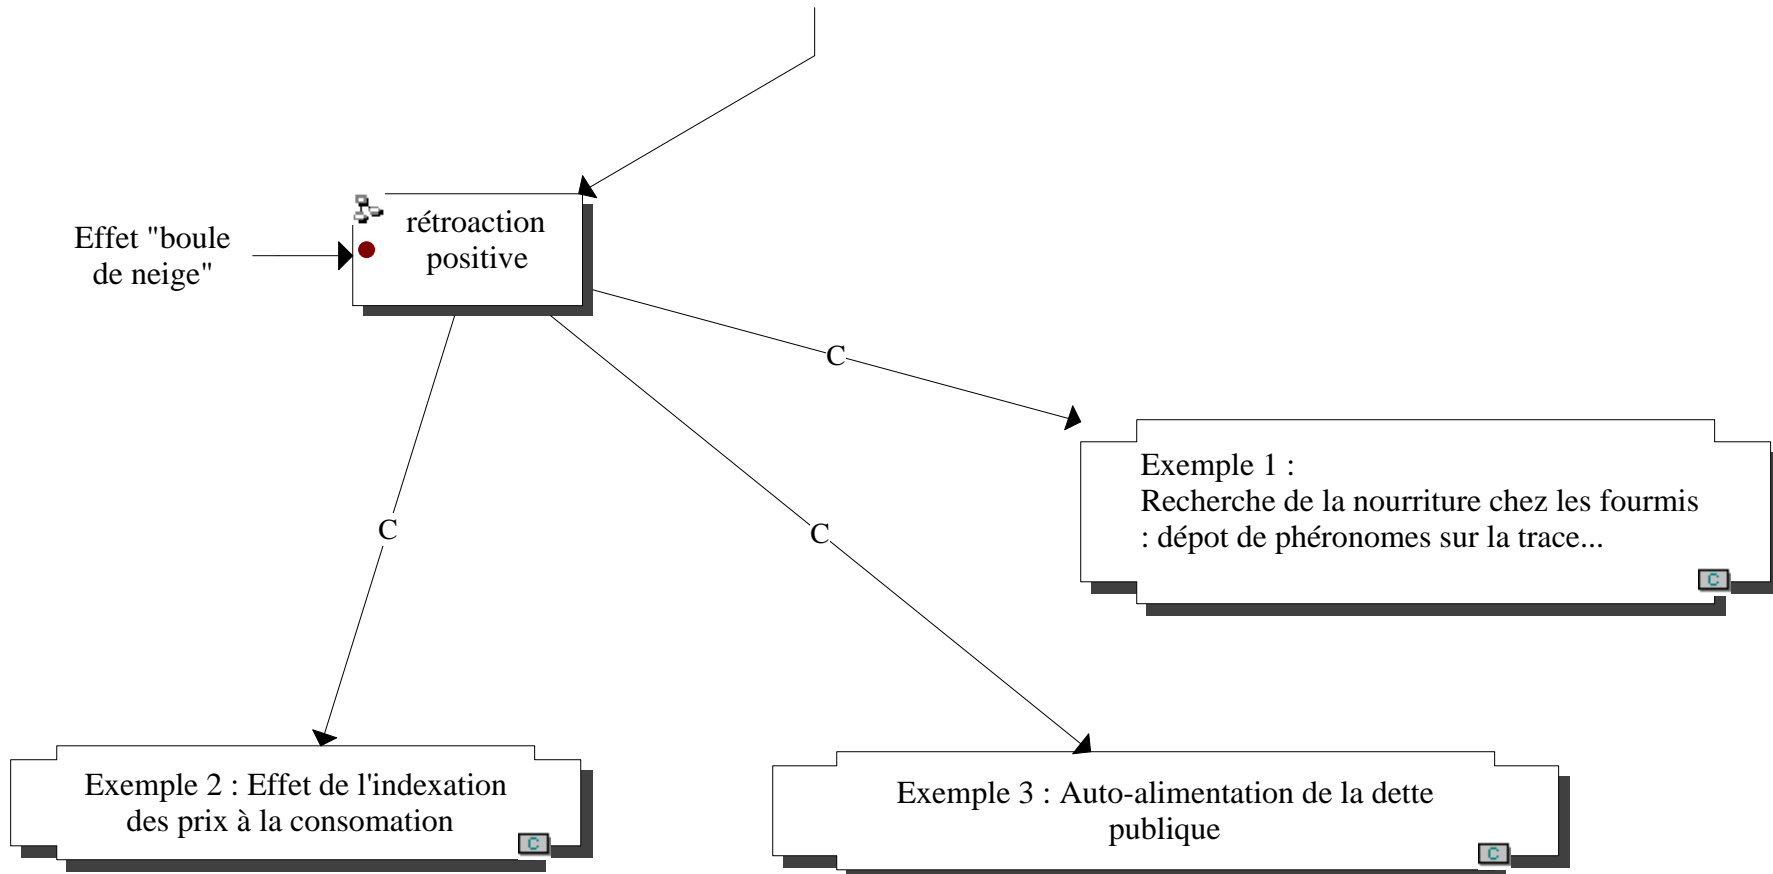 rétroaction
positive
Effet "boule
de neige"
C
Exemple 1 :
Recherche de la nourriture chez les fourmis
: dépot de phéronomes sur la trace...
C
C
C
Exemple 2 : Effet de l'indexation
des prix à la consomation
C
Exemple 3 : Auto-alimentation de la dette
publique
C